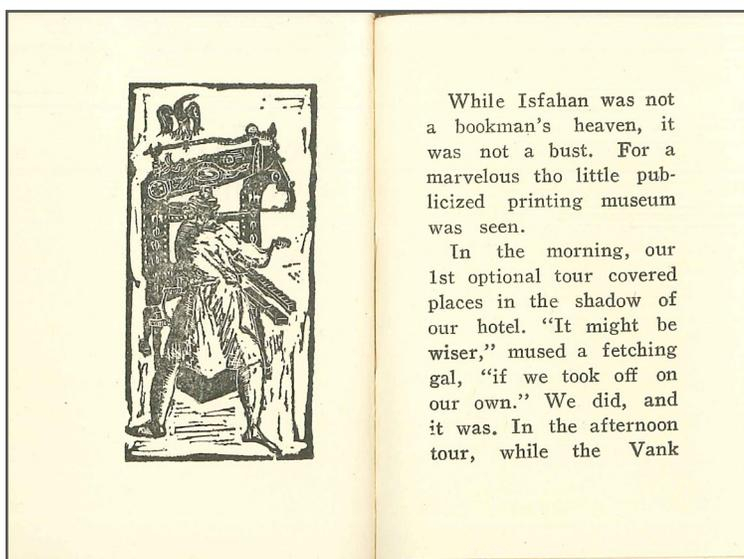 While Isfahan was not
a bookman's heaven, it
was not a bust. For a
marvelous tho little pub-
licized printing museum
was seen.
In the morning, our
1st optional tour covered
places in the shadow of
our hotel. “It might be
wiser,” mused a fetching
gal, “if we took off on
our own.” We did, and
it was. In the afternoon
tour, while the Vank